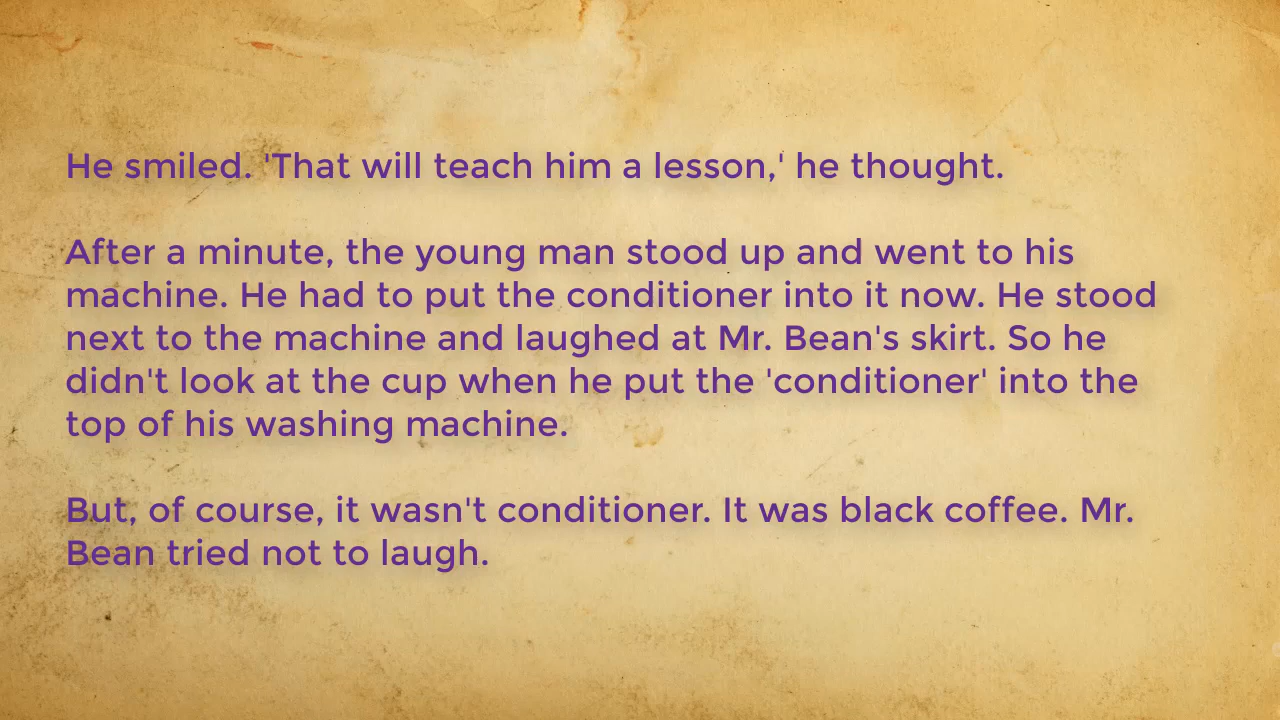 He smiled. 'That will teach him a lesson,' he thought.
After a minute, the young man stood up and went to his
machine. He had to put the conditioner into it now. He stood
next to the machine and laughed at Mr. Bean's skirt. So he
didn't look at the cup when he put the 'conditioner' into the
top of his washing machine.
But, of course, it wasn't conditioner. It was black coffee. Mr.
Bean tried not to laugh.